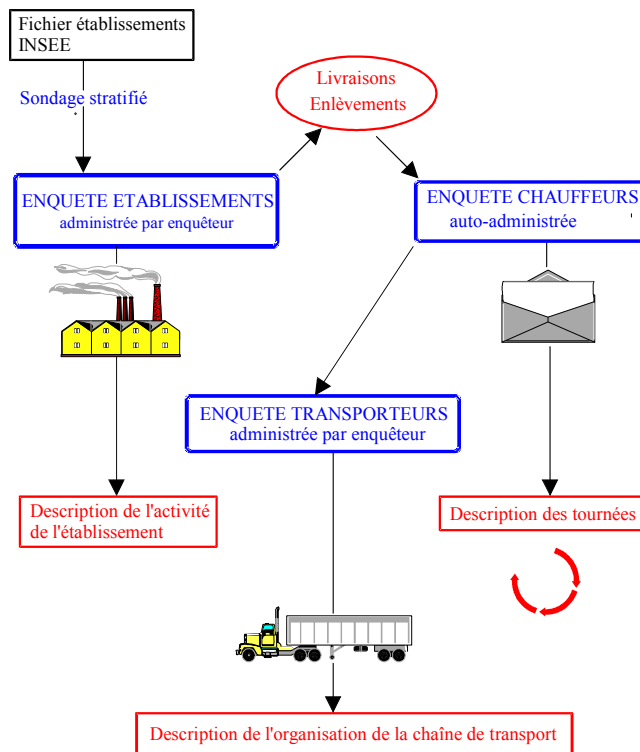 Fichier établissements
INSEE
Sondage stratifié
Livraisons
Enlèvements
ENQUETE ETABLISSEMENTS
administrée par enquêteur
ENQUETE CHAUFFEURS
auto-administrée
ENQUETE TRANSPORTEURS
administrée par enquêteur
Description de l'activité
de l'établissement
Description des tournées
Description de l'organisation de la chaîne de transport